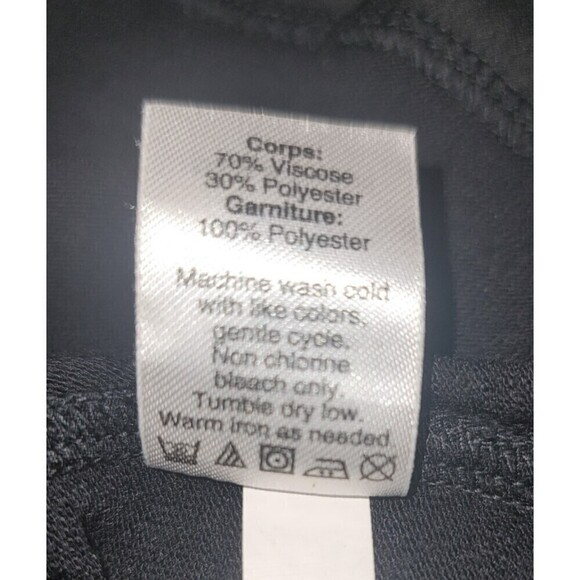 Corps:
70% Viscose
30% Polyester
Garniture:
100% Polyester
Machine wash cold
with like colors,
gentle cycle.
Non chlorine
bleach only.
Tumble dry low.
Warm iron as needed.